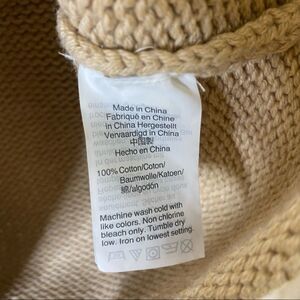 Made in China
Fabriqué en Chine
in China Hergestellt
Vervaardigd in China
中国製
Hecho en China
100% Cotton/Coton/
Baumwolle/Katoen/
綿/algodón
Machine wash cold with
like colors. Non chlorine
bleach only. Tumble dry
low. Iron on lowest setting.